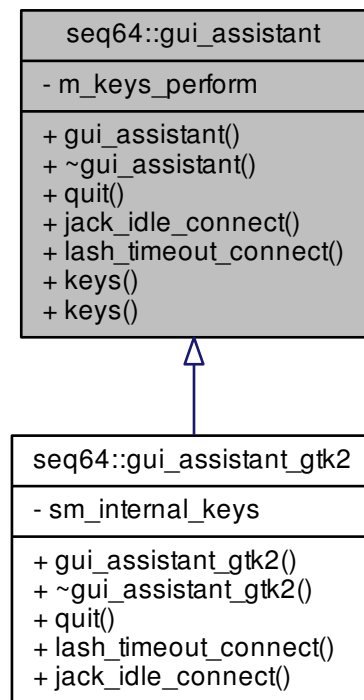 seq64::gui_assistant
- m_keys_perform
+ gui_assistant()
+ ~gui_assistant()
+ quit()
+ jack_idle_connect()
+ lash_timeout_connect()
+ keys()
+ keys()
seq64::gui_assistant_gtk2
- sm_internal_keys
+ gui_assistant_gtk2()
+ ~gui_assistant_gtk2()
+ quit()
+ lash_timeout_connect()
+ jack_idle_connect()